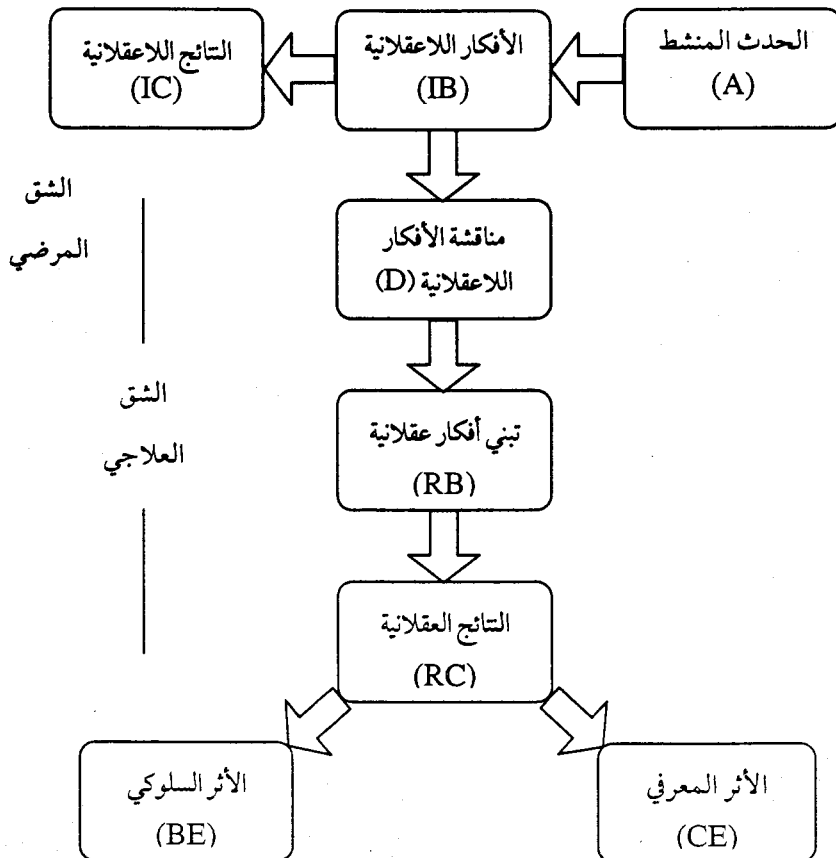 الحدث المنشط
(A)
الأفكار اللاعقلانية
(IB)
النتائج اللاعقلانية
(IC)
الشق
المرضي
مناقشة الأفكار
اللاعقلانية (D)
الشق
العلاجي
تبني أفكار عقلانية
(RB)
النتائج العقلانية
(RC)
الأثر المعرفي
(CE)
الأثر السلوكي
(BE)